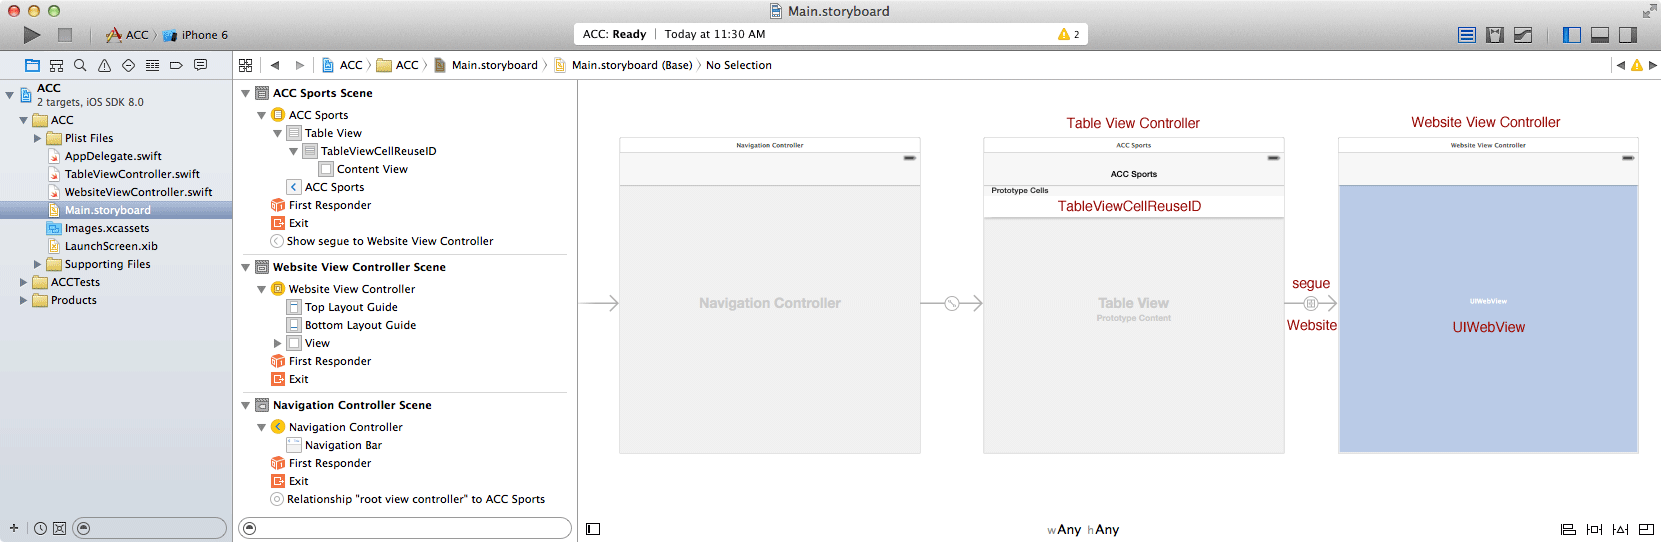 Main.storyboard
ACC iPhone 6
ACC: Ready Today at 11:30 AM 2
ACC ACC Main.storyboard Main.storyboard (Base) No Selection
ACC
2 targets, iOS SDK 8.0
ACC
Plist Files
AppDelegate.swift
TableViewController.swift
WebsiteViewController.swift
Main.storyboard
Images.xcassets
LaunchScreen.xib
Supporting Files
ACCTests
Products
ACC Sports Scene
ACC Sports
Table View
TableViewCellReuseID
Content View
ACC Sports
First Responder
Exit
Show segue to Website View Controller
Website View Controller Scene
Website View Controller
Top Layout Guide
Bottom Layout Guide
View
First Responder
Exit
Navigation Controller Scene
Navigation Controller
Navigation Bar
First Responder
Exit
Relationship "root view controller" to ACC Sports
Navigation Controller
Navigation Controller
Table View Controller
ACC Sports
ACC Sports
Prototype Cells
TableViewCellReuseID
Table View
Prototype Content
segue
Website
Website View Controller
Website View Controller
UIWebView
UIWebView
wAny hAny